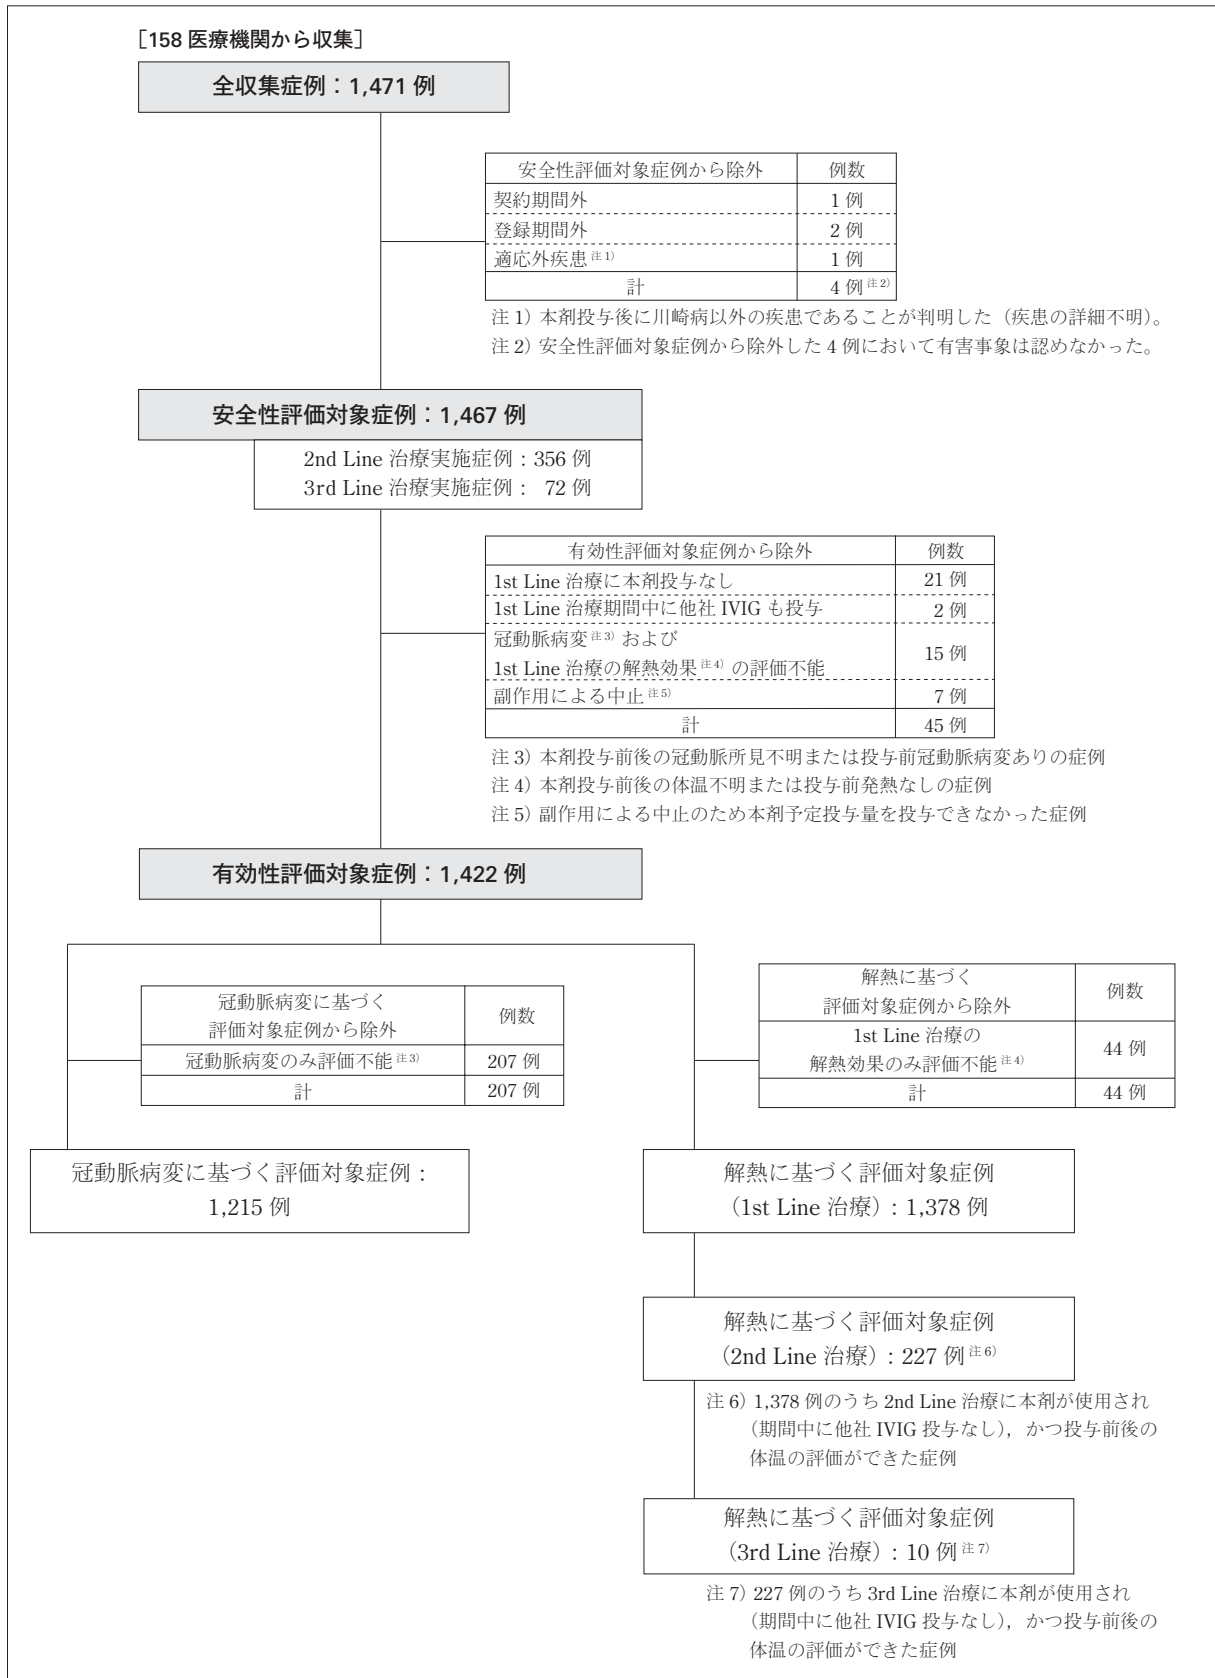 ［158 医療機関から収集］
全収集症例：1,471 例
安全性評価対象症例から除外 例数
契約期間外 1 例
登録期間外 2 例
適応外疾患 注1) 1 例
計 4 例 注2)
注 1) 本剤投与後に川崎病以外の疾患であることが判明した（疾患の詳細不明）。
注 2) 安全性評価対象症例から除外した 4 例において有害事象は認めなかった。
安全性評価対象症例：1,467 例
2nd Line 治療実施症例：356 例
3rd Line 治療実施症例： 72 例
有効性評価対象症例から除外 例数
1st Line 治療に本剤投与なし 21 例
1st Line 治療期間中に他社 IVIG も投与 2 例
冠動脈病変 注3) および
1st Line 治療の解熱効果 注4) の評価不能 15 例
副作用による中止 注5) 7 例
計 45 例
注 3) 本剤投与前後の冠動脈所見不明または投与前冠動脈病変ありの症例
注 4) 本剤投与前後の体温不明または投与前発熱なしの症例
注 5) 副作用による中止のため本剤予定投与量を投与できなかった症例
有効性評価対象症例：1,422 例
冠動脈病変に基づく
評価対象症例から除外 例数
冠動脈病変のみ評価不能 注3) 207 例
計 207 例
解熱に基づく
評価対象症例から除外 例数
1st Line 治療の
解熱効果のみ評価不能 注4) 44 例
計 44 例
冠動脈病変に基づく評価対象症例：
1,215 例
解熱に基づく評価対象症例
（1st Line 治療）：1,378 例
解熱に基づく評価対象症例
（2nd Line 治療）：227 例 注6)
注 6) 1,378 例のうち 2nd Line 治療に本剤が使用され
（期間中に他社 IVIG 投与なし），かつ投与前後の
体温の評価ができた症例
解熱に基づく評価対象症例
（3rd Line 治療）：10 例 注7)
注 7) 227 例のうち 3rd Line 治療に本剤が使用され
（期間中に他社 IVIG 投与なし），かつ投与前後の
体温の評価ができた症例